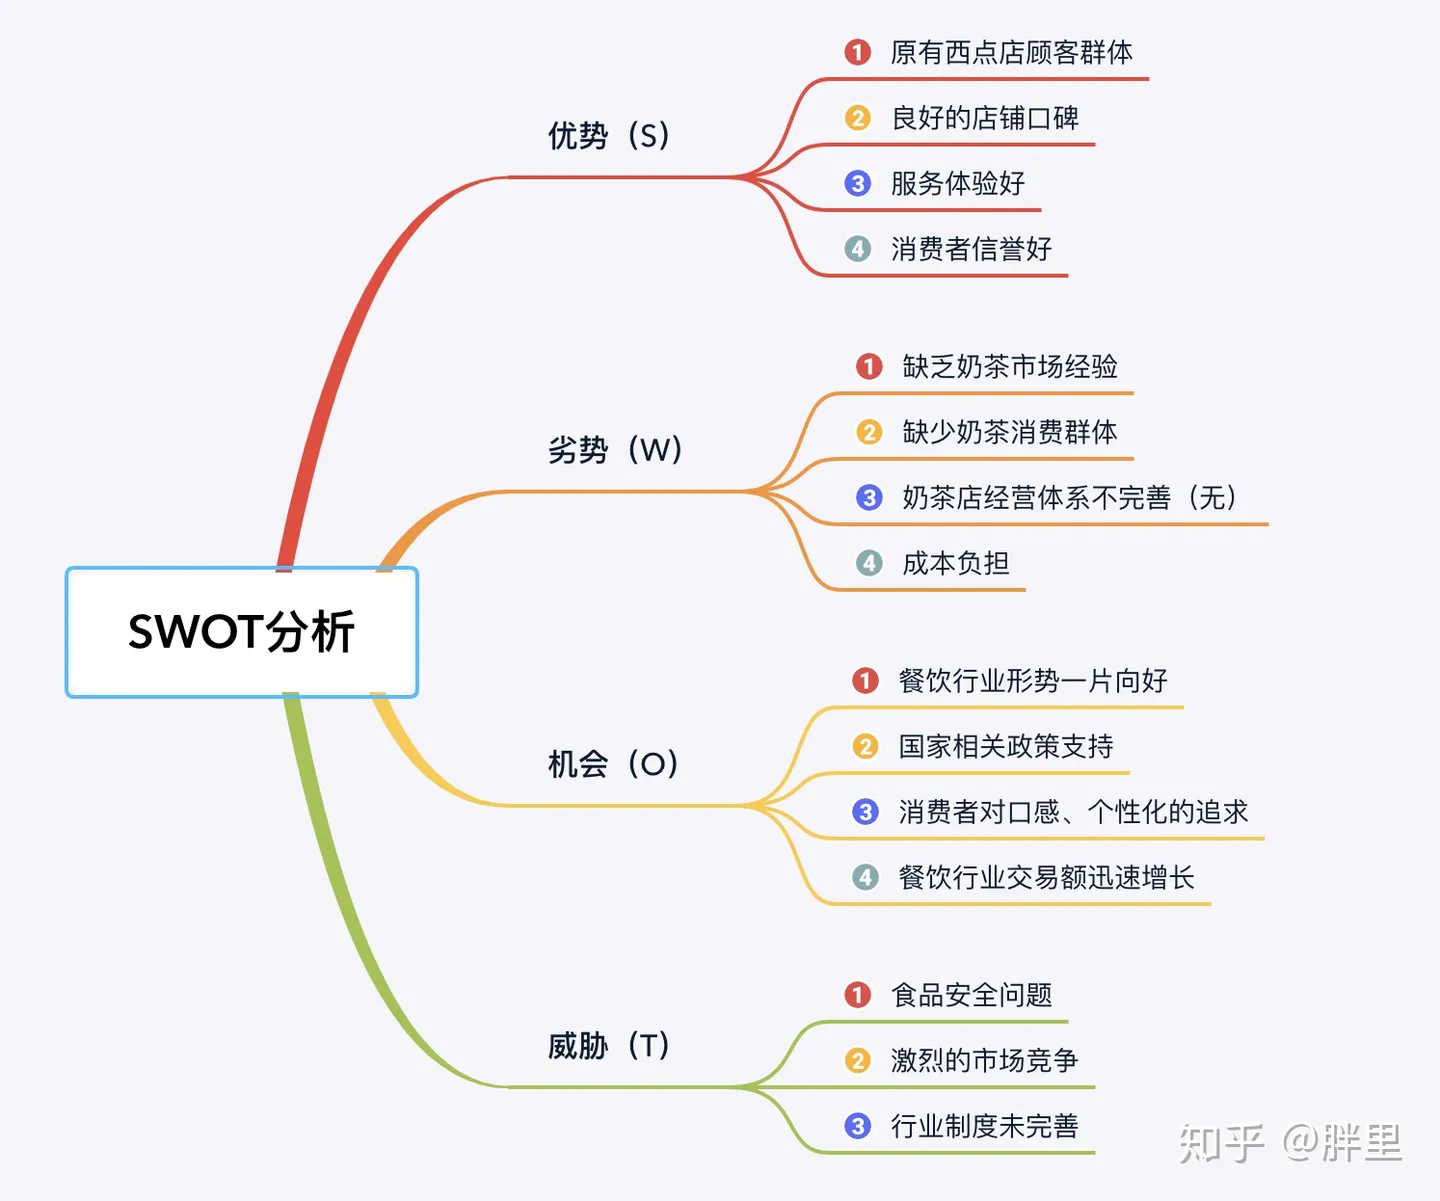 SWOT分析
优势（S）
1 原有西点店顾客群体
2 良好的店铺口碑
3 服务体验好
4 消费者信誉好
劣势（W）
1 缺乏奶茶市场经验
2 缺少奶茶消费群体
3 奶茶店经营体系不完善（无）
4 成本负担
机会（O）
1 餐饮行业形势一片向好
2 国家相关政策支持
3 消费者对口感、个性化的追求
4 餐饮行业交易额迅速增长
威胁（T）
1 食品安全问题
2 激烈的市场竞争
3 行业制度未完善
知乎 @胖里